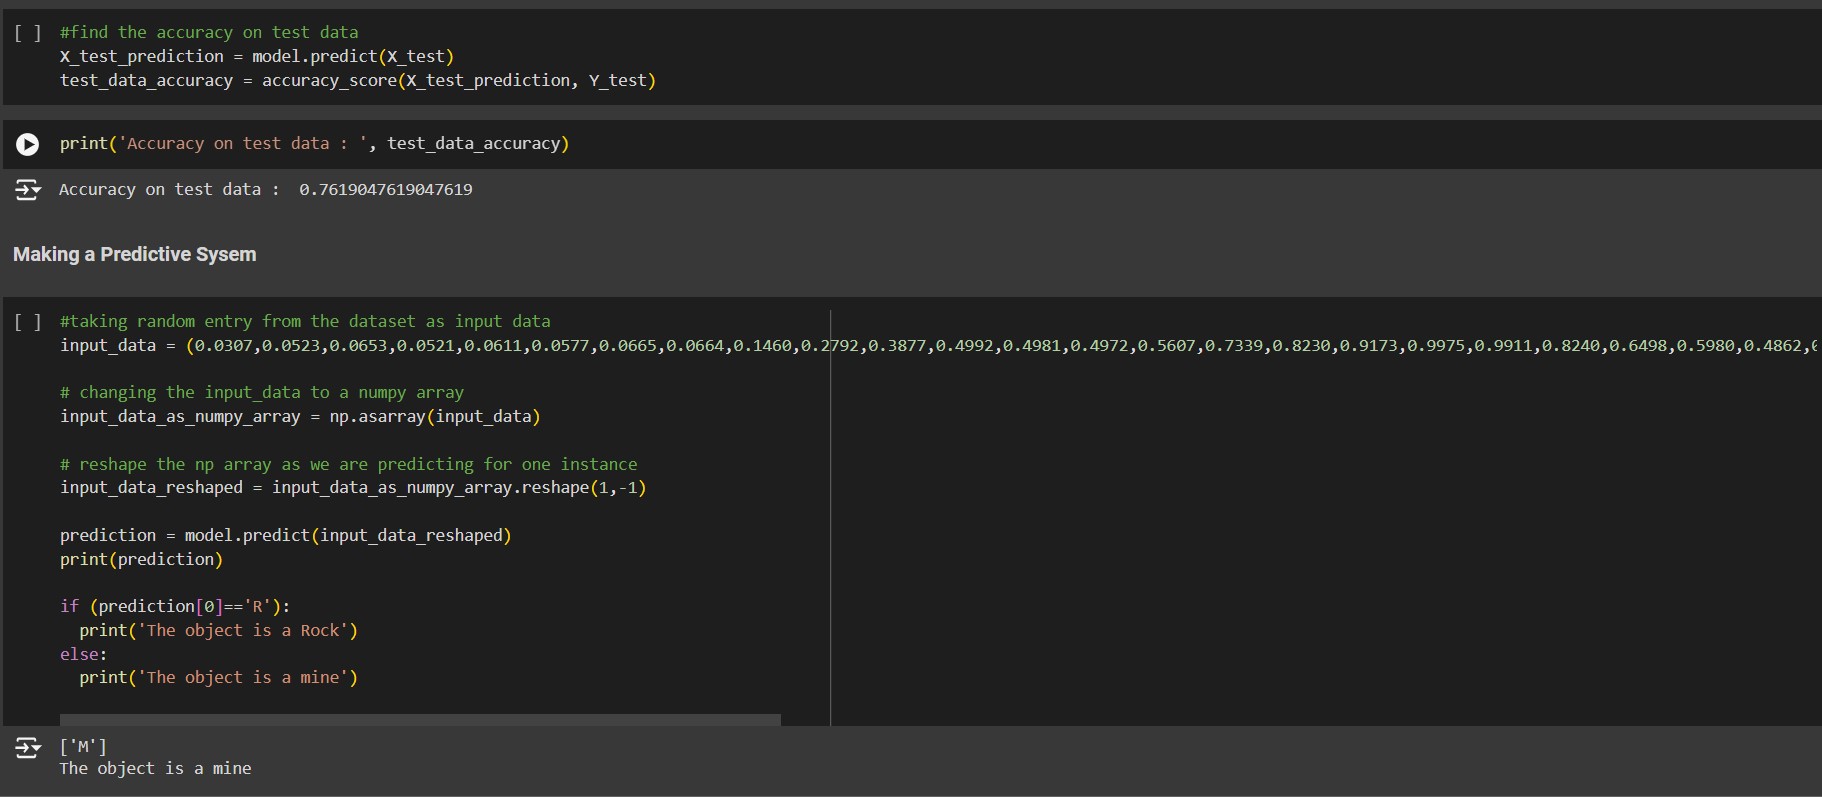 [ ] #find the accuracy on test data
X_test_prediction = model.predict(X_test)
test_data_accuracy = accuracy_score(X_test_prediction, Y_test)
print('Accuracy on test data : ', test_data_accuracy)
Accuracy on test data :  0.7619047619047619
Making a Predictive Sysem
[ ] #taking random entry from the dataset as input data
input_data = (0.0307,0.0523,0.0653,0.0521,0.0611,0.0577,0.0665,0.0664,0.1460,0.2792,0.3877,0.4992,0.4981,0.4972,0.5607,0.7339,0.8230,0.9173,0.9975,0.9911,0.8240,0.6498,0.5980,0.4862,
# changing the input_data to a numpy array
input_data_as_numpy_array = np.asarray(input_data)
# reshape the np array as we are predicting for one instance
input_data_reshaped = input_data_as_numpy_array.reshape(1,-1)
prediction = model.predict(input_data_reshaped)
print(prediction)
if (prediction[0]=='R'):
  print('The object is a Rock')
else:
  print('The object is a mine')
['M']
The object is a mine